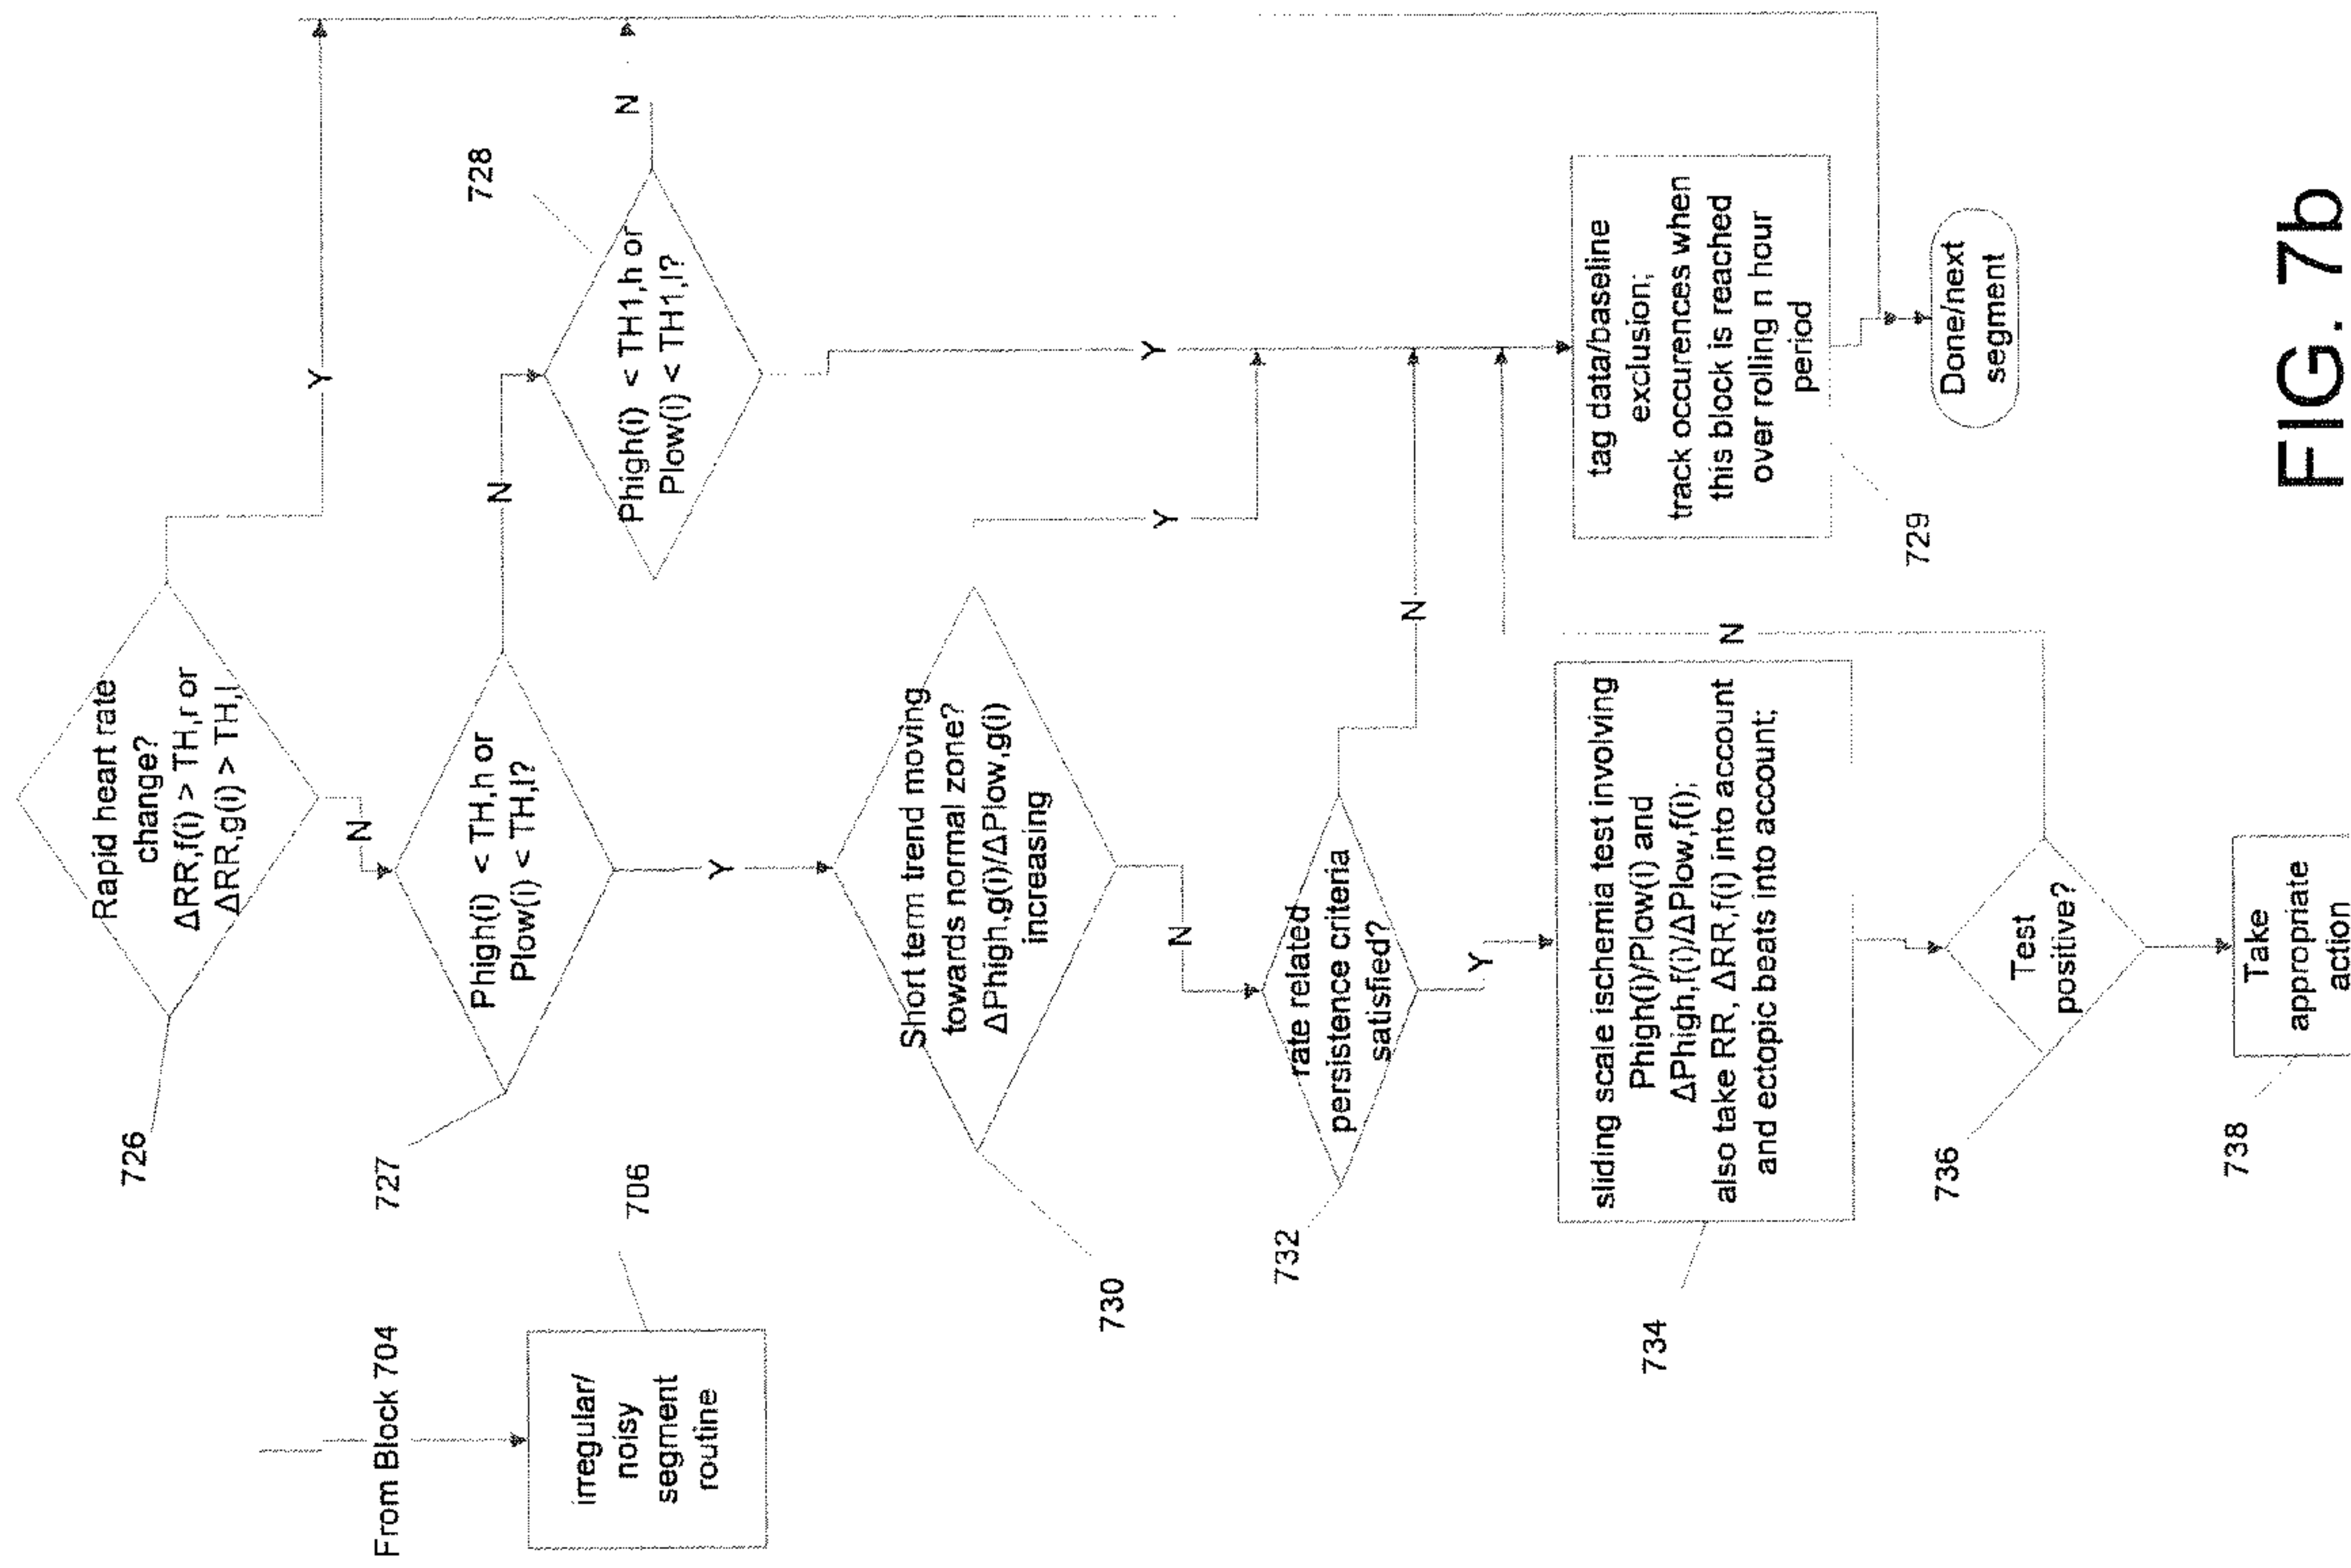 Rapid heart rate
change?
ΔRR,f(i) > TH,r or
ΔRR,g(i) > TH,l
726
Y
N
Phigh(i) < TH,h or
Plow(i) < TH,l?
727
N
Phigh(i) < TH1,h or
Plow(i) < TH1,l?
728
N
Y
Y
From Block 704
irregular/
noisy
segment
routine
706
Short term trend moving
towards normal zone?
ΔPhigh,g(i)/ΔPlow,g(i)
increasing
730
Y
N
rate related
persistence criteria
satisfied?
732
N
Y
sliding scale ischemia test involving
Phigh(i)/Plow(i) and
ΔPhigh,f(i)/ΔPlow,f(i);
also take RR, ΔRR,f(i) into account
and ectopic beats into account;
734
N
tag data/baseline
exclusion;
track occurences when
this block is reached
over rolling n hour
period
729
Done/next
segment
Test
positive?
736
Take
appropriate
action
738
FIG. 7b